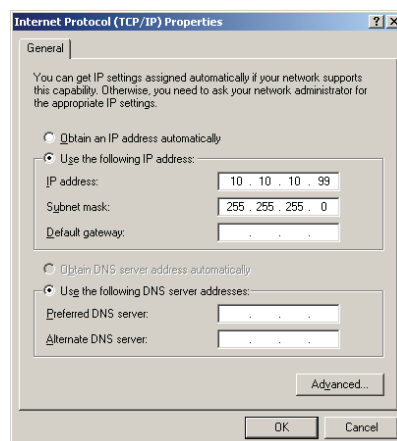 Internet Protocol (TCP/IP) Properties
General
You can get IP settings assigned automatically if your network supports
this capability. Otherwise, you need to ask your network administrator for
the appropriate IP settings.
Obtain an IP address automatically
Use the following IP address:
IP address: 10 . 10 . 10 . 99
Subnet mask: 255 . 255 . 255 . 0
Default gateway: . . .
Obtain DNS server address automatically
Use the following DNS server addresses:
Preferred DNS server: . . .
Alternate DNS server: . . .
Advanced...
OK Cancel